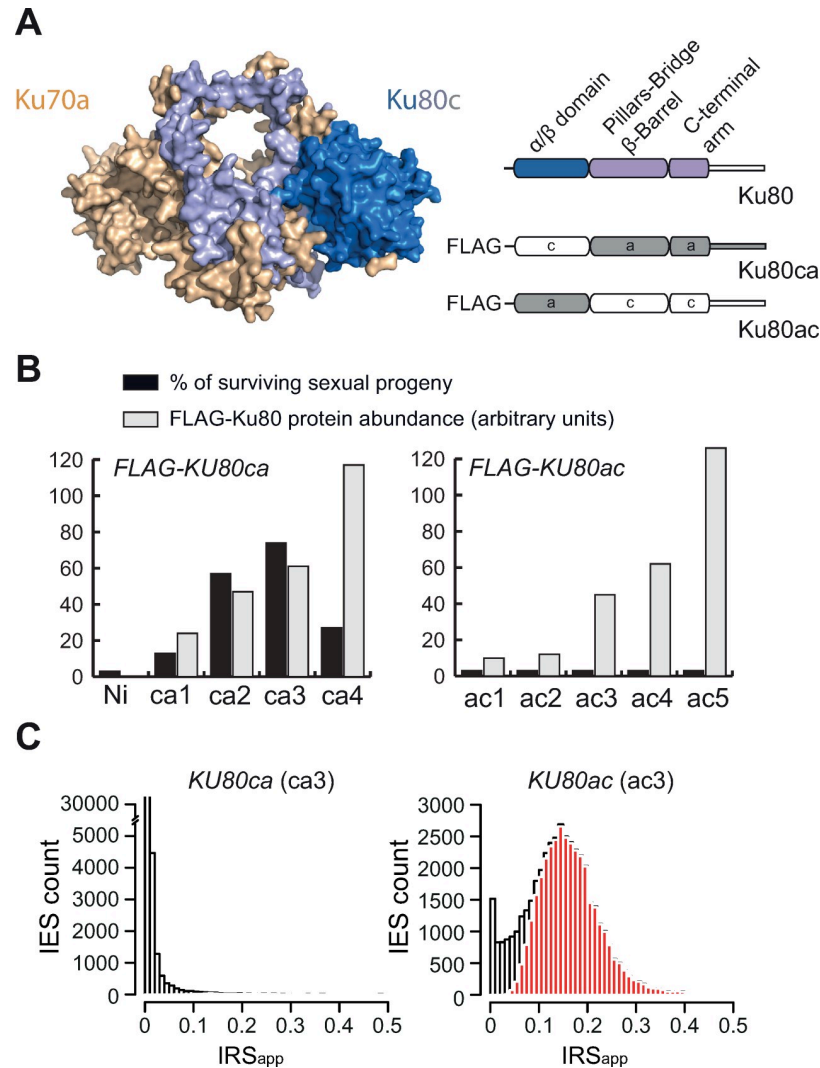 A
Ku70a
Ku80c
α/β domain
Pillars-Bridge
β-Barrel
C-terminal
arm
Ku80
FLAG
c
a
a
Ku80ca
FLAG
a
c
c
Ku80ac
B
% of surviving sexual progeny
FLAG-Ku80 protein abundance (arbitrary units)
FLAG-KU80ca
120
100
80
60
40
20
0
Ni
ca1
ca2
ca3
ca4
FLAG-KU80ac
120
100
80
60
40
20
0
ac1
ac2
ac3
ac4
ac5
C
KU80ca (ca3)
IES count
30000
5000
4000
3000
2000
1000
0
0
0.1
0.2
0.3
0.4
0.5
IRSapp
KU80ac (ac3)
IES count
3000
2500
2000
1500
1000
500
0
0
0.1
0.2
0.3
0.4
0.5
IRSapp